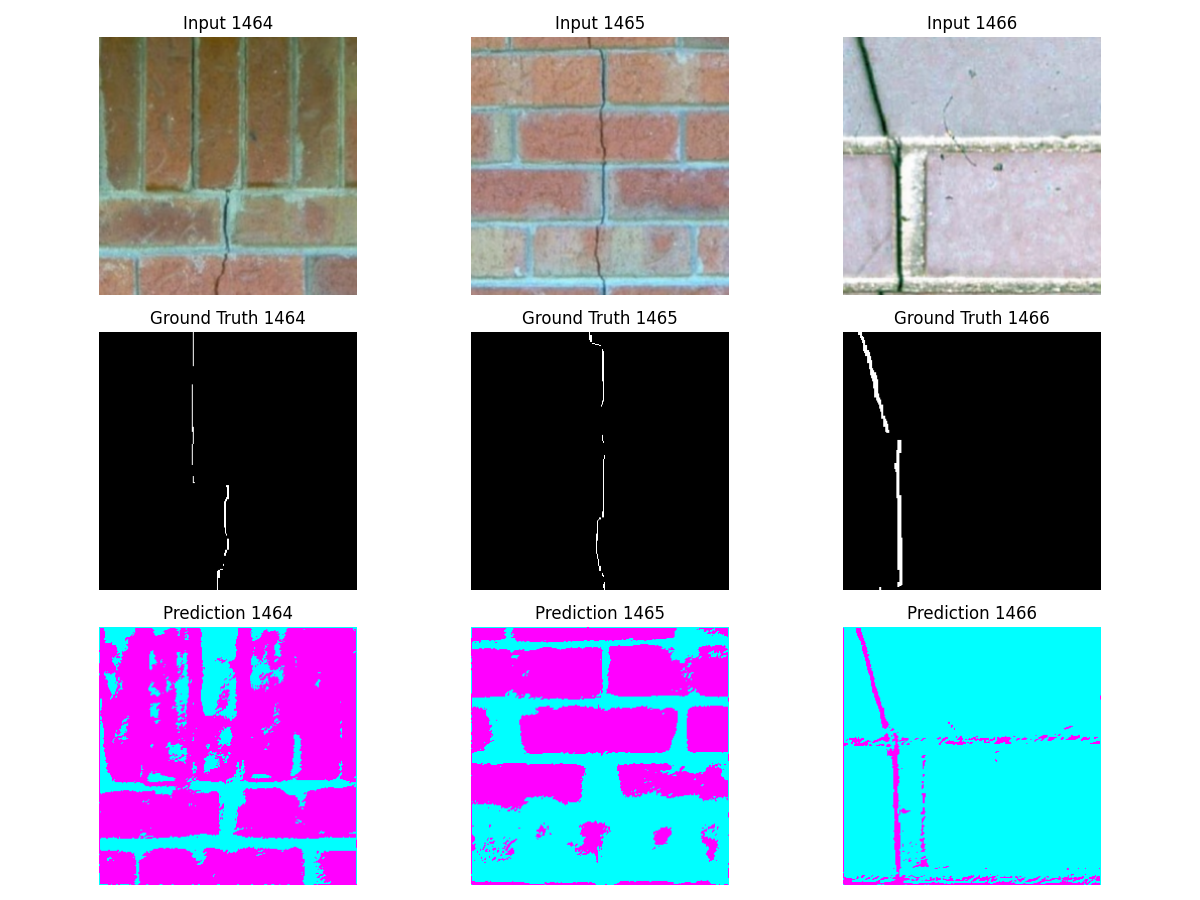 Input 1464
Input 1465
Input 1466
Ground Truth 1464
Ground Truth 1465
Ground Truth 1466
Prediction 1464
Prediction 1465
Prediction 1466